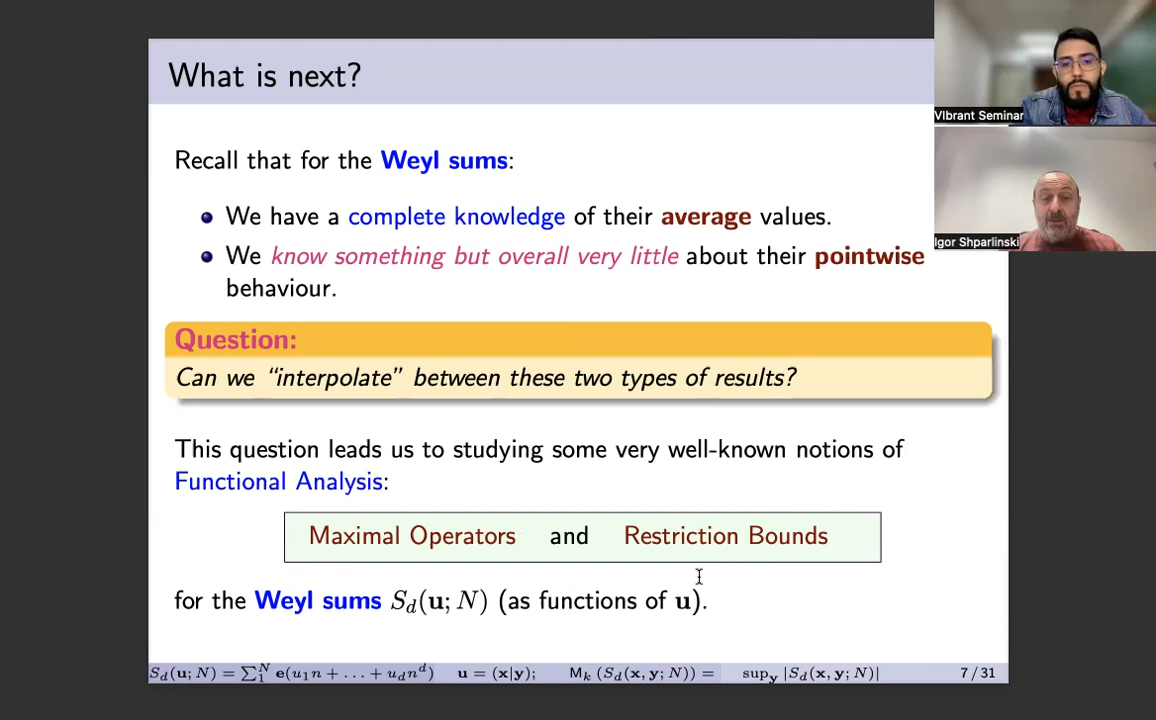 What is next?
Recall that for the Weyl sums:
We have a complete knowledge of their average values.
We know something but overall very little about their pointwise
behaviour.
Question:
Can we “interpolate” between these two types of results?
This question leads us to studying some very well-known notions of
Functional Analysis:
Maximal Operators and Restriction Bounds
for the Weyl sums S_d(u; N) (as functions of u).
S_d(u; N) = ∑_1^N e(u_1n + . . . + u_dn^d) u = (x|y); M_k (S_d(x, y; N)) = sup_y |S_d(x, y; N)| 7 / 31
VIbrant Seminar
Igor Shparlinski